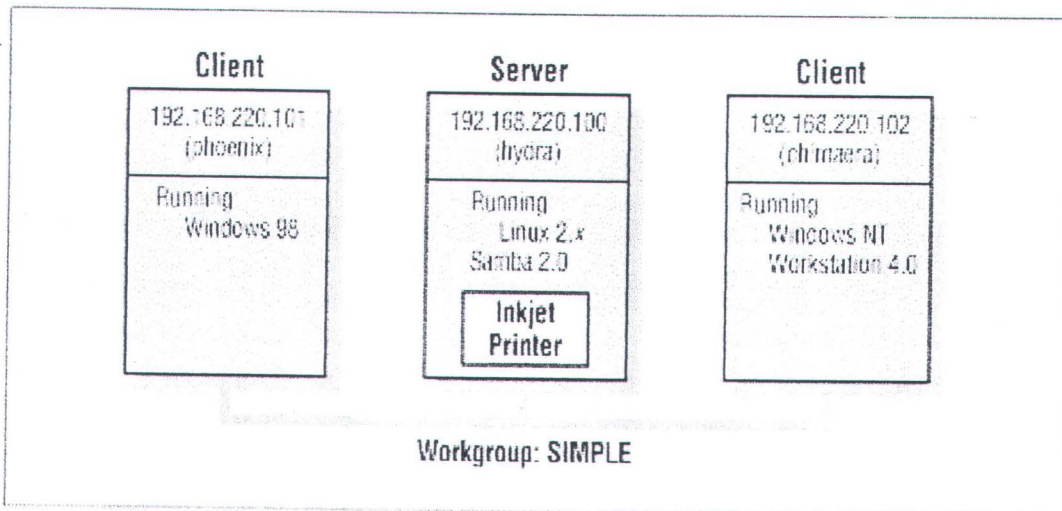 Client
192.168.220.101
(phoenix)
Running
Windows 98
Server
192.168.220.100
(hydra)
Running
Linux 2.x
Samba 2.0
Inkjet
Printer
Client
192.168.220.102
(chimaera)
Running
Windows NT
Workstation 4.0
Workgroup: SIMPLE